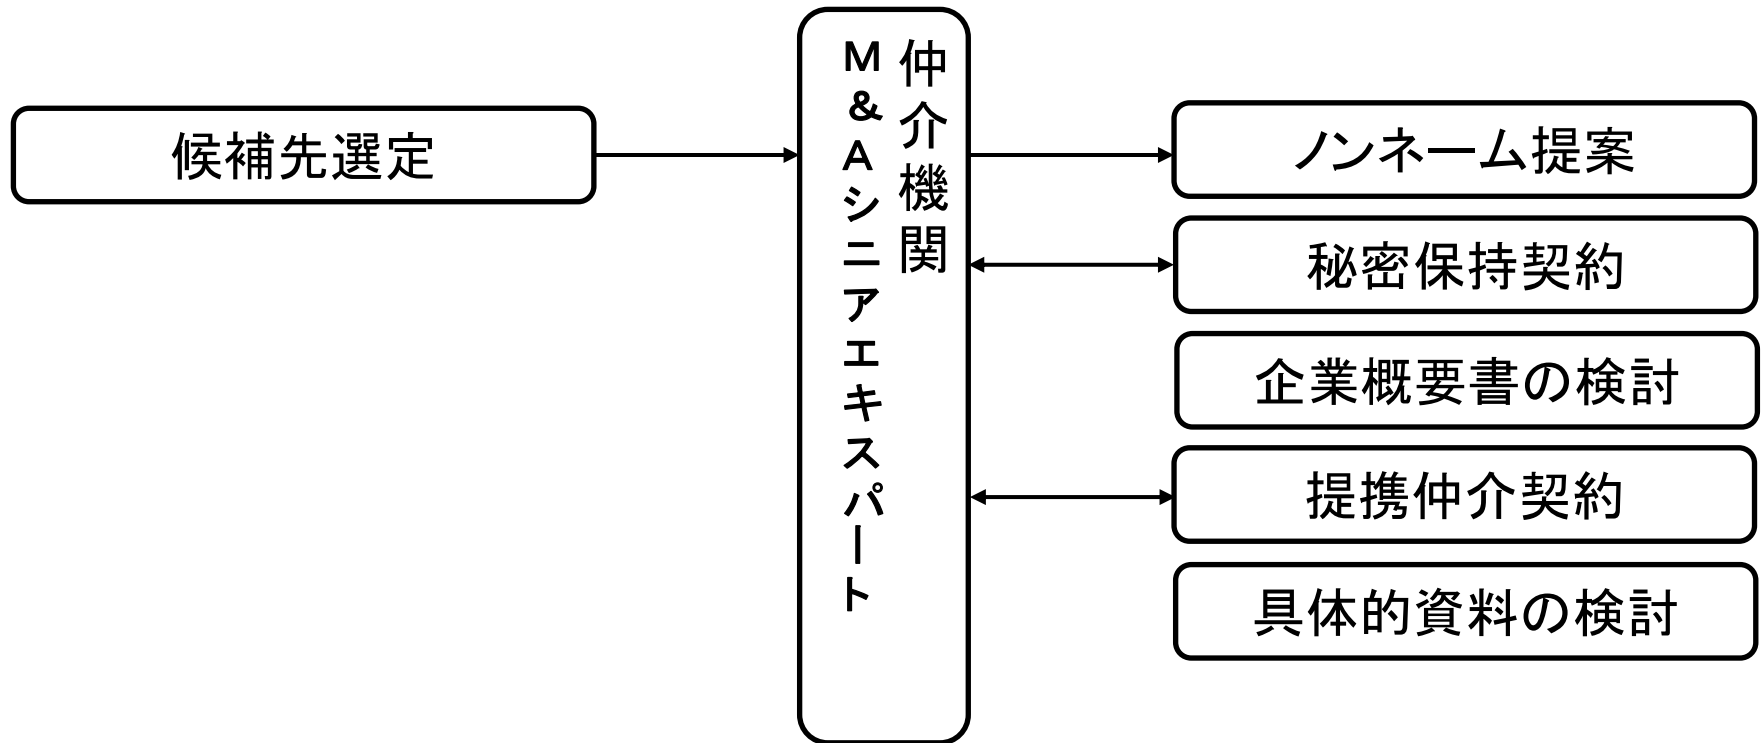 候補先選定
仲介機関
M&Aシニアエキスパート
ノンネーム提案
秘密保持契約
企業概要書の検討
提携仲介契約
具体的資料の検討